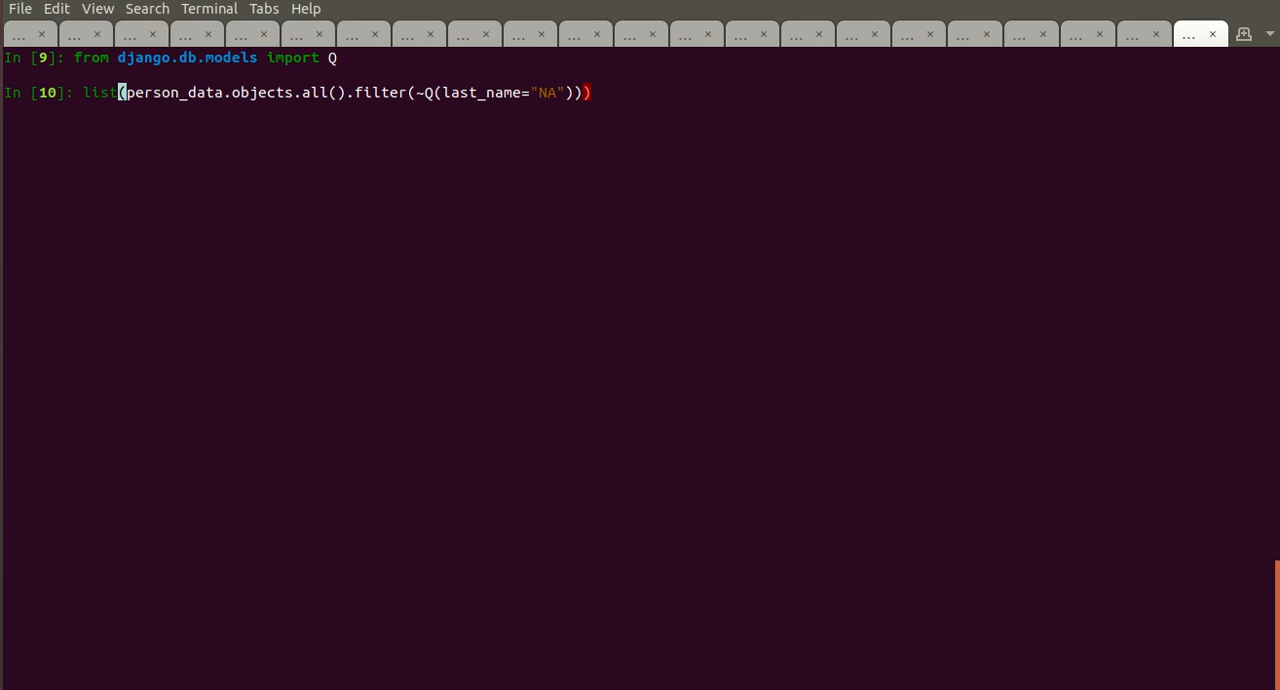 File Edit View Search Terminal Tabs Help
... × ... × ... × ... × ... × ... × ... × ... × ... × ... × ... × ... × ... × ... × ... × ... × ... × ... × ... × ... × ... × ... ×
In [9]: from django.db.models import Q
In [10]: list(person_data.objects.all().filter(~Q(last_name="NA")))